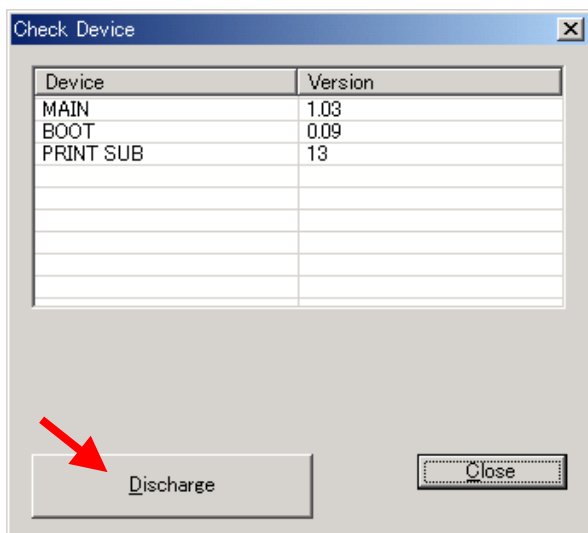 Check Device
Device Version
MAIN 1.03
BOOT 0.09
PRINT SUB 13
Discharge
Close